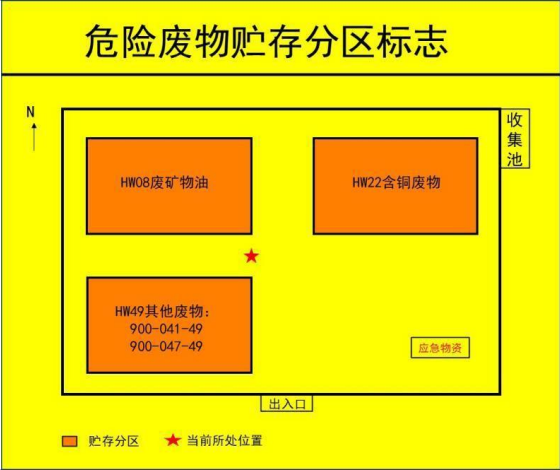 危险废物贮存分区标志
N
收集池
HW08废矿物油
HW22含铜废物
HW49其他废物:
900-041-49
900-047-49
应急物资
出入口
贮存分区
当前所处位置